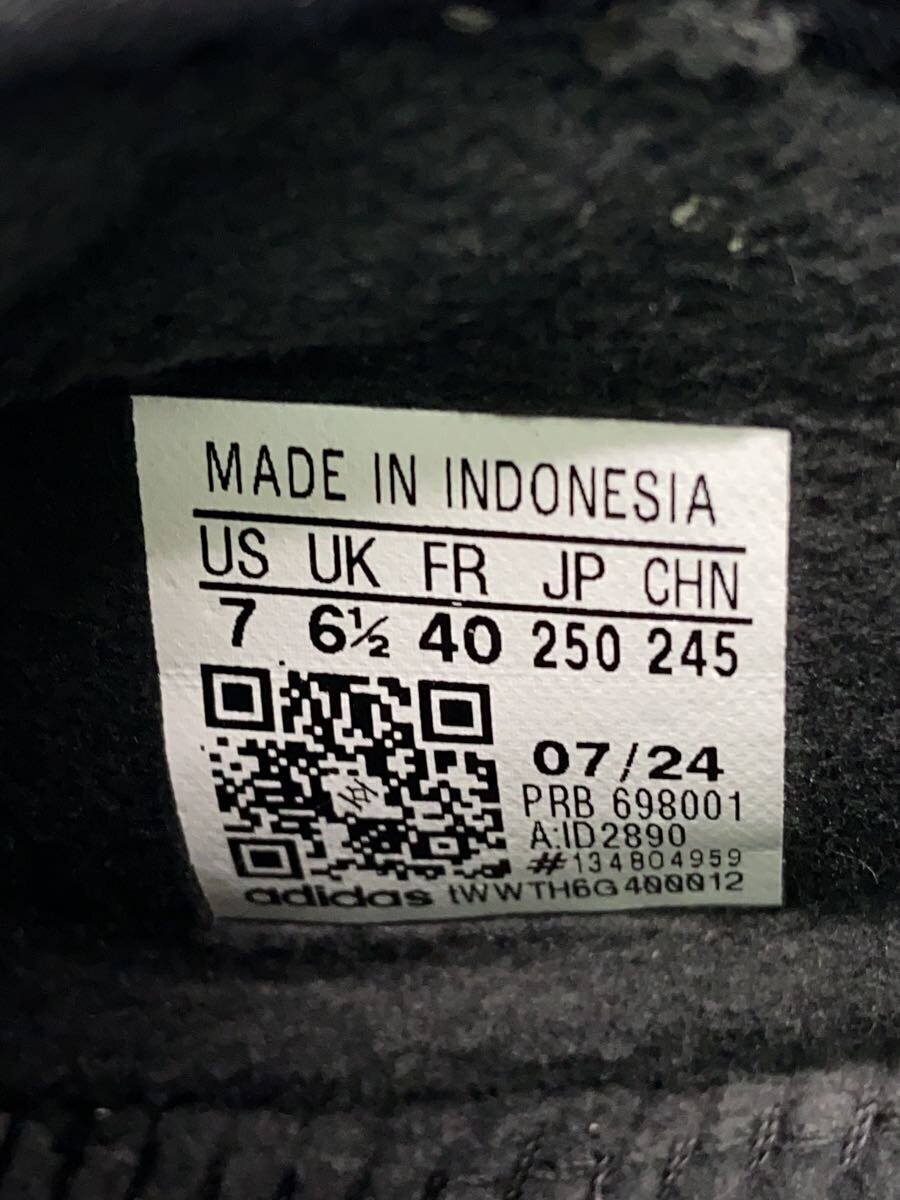 MADE IN INDONESIA
US UK FR JP CHN
7 6½ 40 250 245
07/24
PRB 698001
A:ID2890
#134804959
adidas tWWTH6G400012